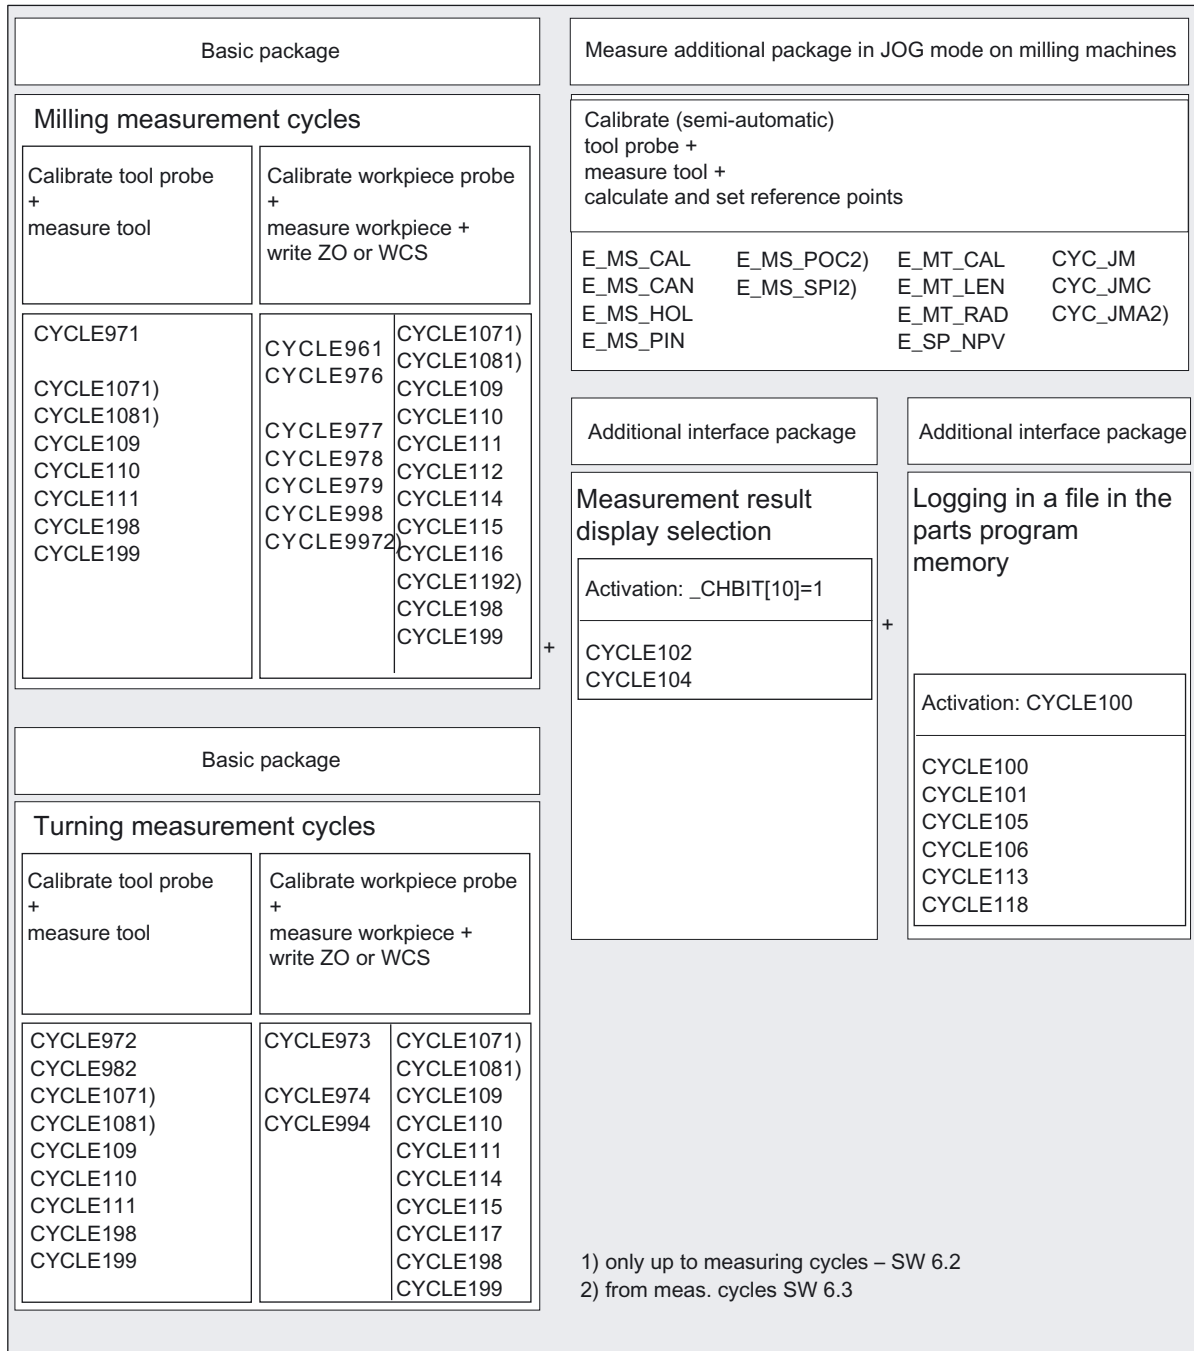 Basic package
Milling measurement cycles
Calibrate tool probe
+
measure tool
Calibrate workpiece probe
+
measure workpiece +
write ZO or WCS
CYCLE971
CYCLE1071)
CYCLE1081)
CYCLE109
CYCLE110
CYCLE111
CYCLE198
CYCLE199
CYCLE961
CYCLE976
CYCLE977
CYCLE978
CYCLE979
CYCLE998
CYCLE9972)
CYCLE1071)
CYCLE1081)
CYCLE109
CYCLE110
CYCLE111
CYCLE112
CYCLE114
CYCLE115
CYCLE116
CYCLE1192)
CYCLE198
CYCLE199
+
Measure additional package in JOG mode on milling machines
Calibrate (semi-automatic)
tool probe +
measure tool +
calculate and set reference points
E_MS_CAL
E_MS_CAN
E_MS_HOL
E_MS_PIN
E_MS_POC2)
E_MS_SPI2)
E_MT_CAL
E_MT_LEN
E_MT_RAD
E_SP_NPV
CYC_JM
CYC_JMC
CYC_JMA2)
Additional interface package
Measurement result
display selection
Activation: _CHBIT[10]=1
CYCLE102
CYCLE104
+
Additional interface package
Logging in a file in the
parts program
memory
Activation: CYCLE100
CYCLE100
CYCLE101
CYCLE105
CYCLE106
CYCLE113
CYCLE118
Basic package
Turning measurement cycles
Calibrate tool probe
+
measure tool
Calibrate workpiece probe
+
measure workpiece +
write ZO or WCS
CYCLE972
CYCLE982
CYCLE1071)
CYCLE1081)
CYCLE109
CYCLE110
CYCLE111
CYCLE198
CYCLE199
CYCLE973
CYCLE974
CYCLE994
CYCLE1071)
CYCLE1081)
CYCLE109
CYCLE110
CYCLE111
CYCLE114
CYCLE115
CYCLE117
CYCLE198
CYCLE199
1) only up to measuring cycles – SW 6.2
2) from meas. cycles SW 6.3